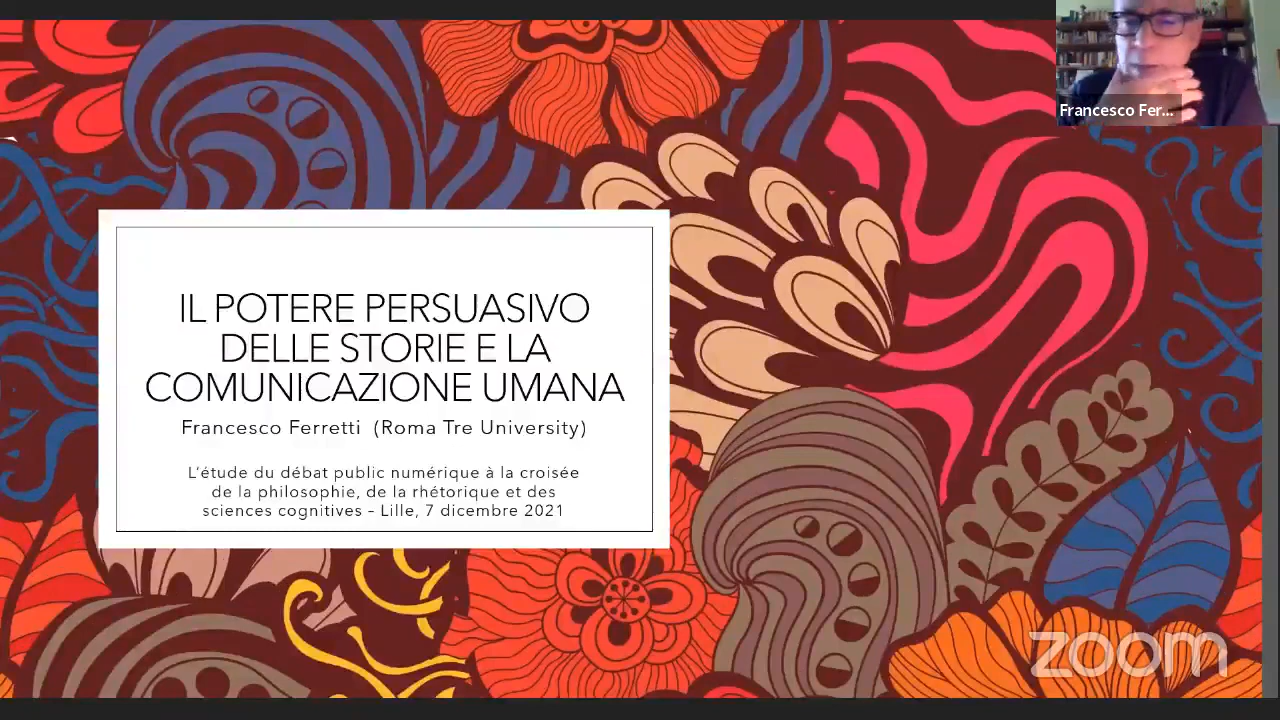 Francesco Fer...
IL POTERE PERSUASIVO
DELLE STORIE E LA
COMUNICAZIONE UMANA
Francesco Ferretti (Roma Tre University)
L'étude du débat public numérique à la croisée
de la philosophie, de la rhétorique et des
sciences cognitives – Lille, 7 dicembre 2021
zoom